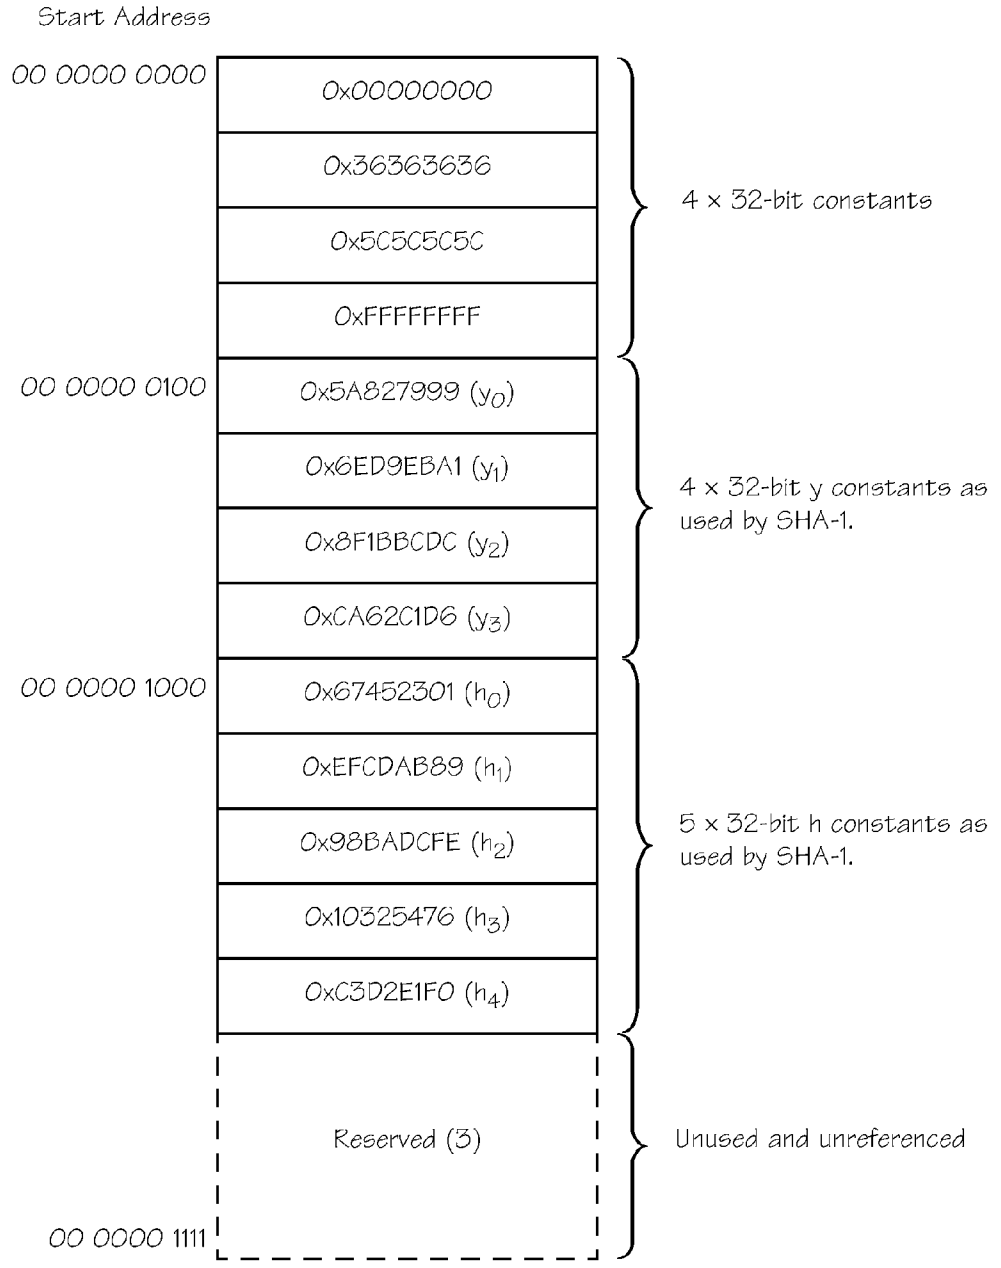 Start Address
00 0000 0000
0x00000000
0x36363636
4 × 32-bit constants
0x5C5C5C5C
0xFFFFFFFF
00 0000 0100
0x5A827999 (y0)
0x6ED9EBA1 (y1)
4 × 32-bit y constants as
used by SHA-1.
0x8F1BBCDC (y2)
0xCA62C1D6 (y3)
00 0000 1000
0x67452301 (h0)
0xEFCDAB89 (h1)
5 × 32-bit h constants as
used by SHA-1.
0x98BADCFE (h2)
0x10325476 (h3)
0xC3D2E1F0 (h4)
Reserved (3)
Unused and unreferenced
00 0000 1111